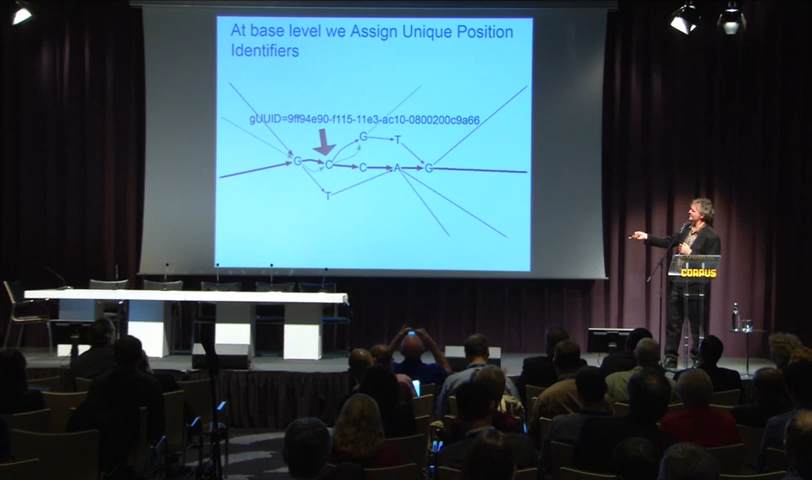 At base level we Assign Unique Position
Identifiers
gUUID=9ff94e90-f115-11e3-ac10-0800200c9a66
G T
G C C A G
T
CORPUS